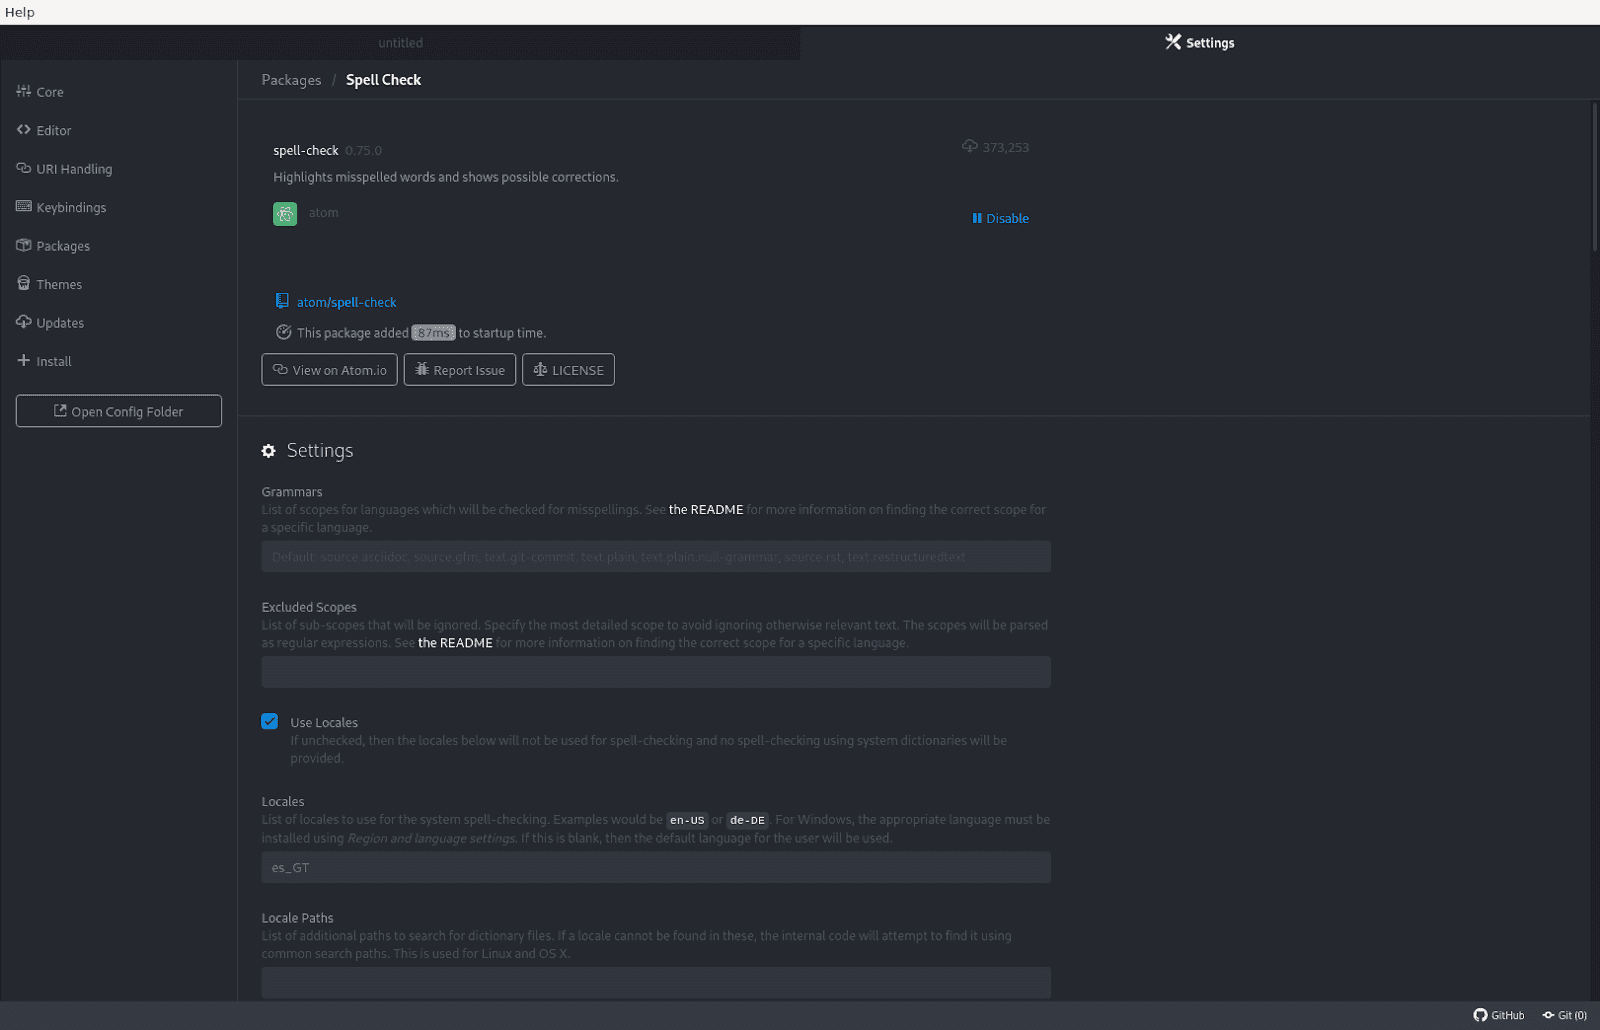 Help
untitled
Settings
Core
Editor
URI Handling
Keybindings
Packages
Themes
Updates
Install
Open Config Folder
Packages / Spell Check
spell-check 0.75.0
373,253
Highlights misspelled words and shows possible corrections.
atom
Disable
atom/spell-check
This package added 87ms to startup time.
View on Atom.io
Report Issue
LICENSE
Settings
Grammars
List of scopes for languages which will be checked for misspellings. See the README for more information on finding the correct scope for
a specific language.
Default: source.asciidoc, source.gfm, text.git-commit, text.plain, text.plain.null-grammar, source.rst, text.restructuredtext
Excluded Scopes
List of sub-scopes that will be ignored. Specify the most detailed scope to avoid ignoring otherwise relevant text. The scopes will be parsed
as regular expressions. See the README for more information on finding the correct scope for a specific language.
Use Locales
If unchecked, then the locales below will not be used for spell-checking and no spell-checking using system dictionaries will be
provided.
Locales
List of locales to use for the system spell-checking. Examples would be en-US or de-DE. For Windows, the appropriate language must be
installed using Region and language settings. If this is blank, then the default language for the user will be used.
es_GT
Locale Paths
List of additional paths to search for dictionary files. If a locale cannot be found in these, the internal code will attempt to find it using
common search paths. This is used for Linux and OS X.
GitHub
Git (0)